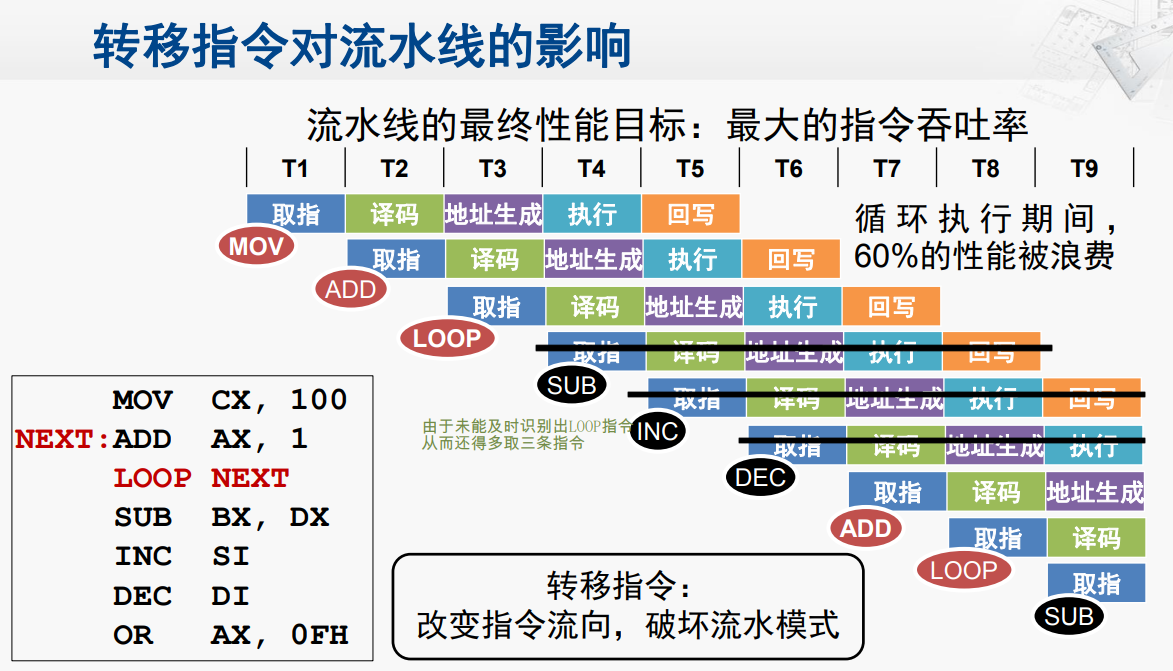 转移指令对流水线的影响
流水线的最终性能目标：最大的指令吞吐率
T1 T2 T3 T4 T5 T6 T7 T8 T9
取指 译码 地址生成 执行 回写
MOV
取指 译码 地址生成 执行 回写
ADD
取指 译码 地址生成 执行 回写
LOOP
取指 译码 地址生成 执行 回写
SUB
取指 译码 地址生成 执行 回写
INC
取指 译码 地址生成 执行
DEC
取指 译码 地址生成
ADD
取指 译码
LOOP
取指
SUB
循环执行期间，
60%的性能被浪费
由于未能及时识别出LOOP指令
从而还得多取三条指令
MOV CX, 100
NEXT:ADD AX, 1
LOOP NEXT
SUB BX, DX
INC SI
DEC DI
OR AX, 0FH
转移指令：
改变指令流向，破坏流水模式